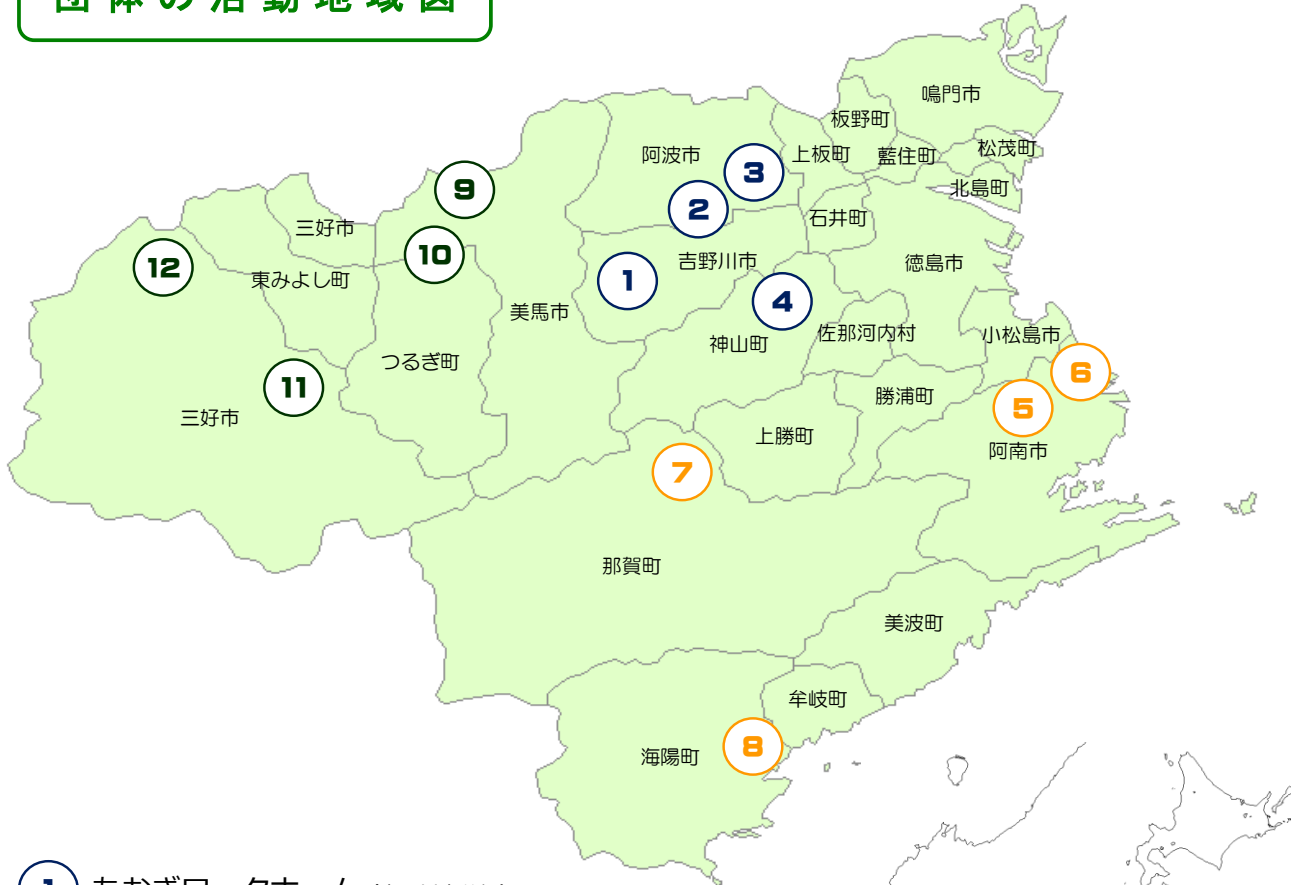 団体の活動地域図
鳴門市
板野町
松茂町
阿波市
上板町
藍住町
3
北島町
9
2
石井町
三好市
10
吉野川市
徳島市
12
東みよし町
1
4
美馬市
佐那河内村
小松島市
神山町
つるぎ町
6
11
勝浦町
5
三好市
上勝町
阿南市
7
那賀町
美波町
牟岐町
8
海陽町
1